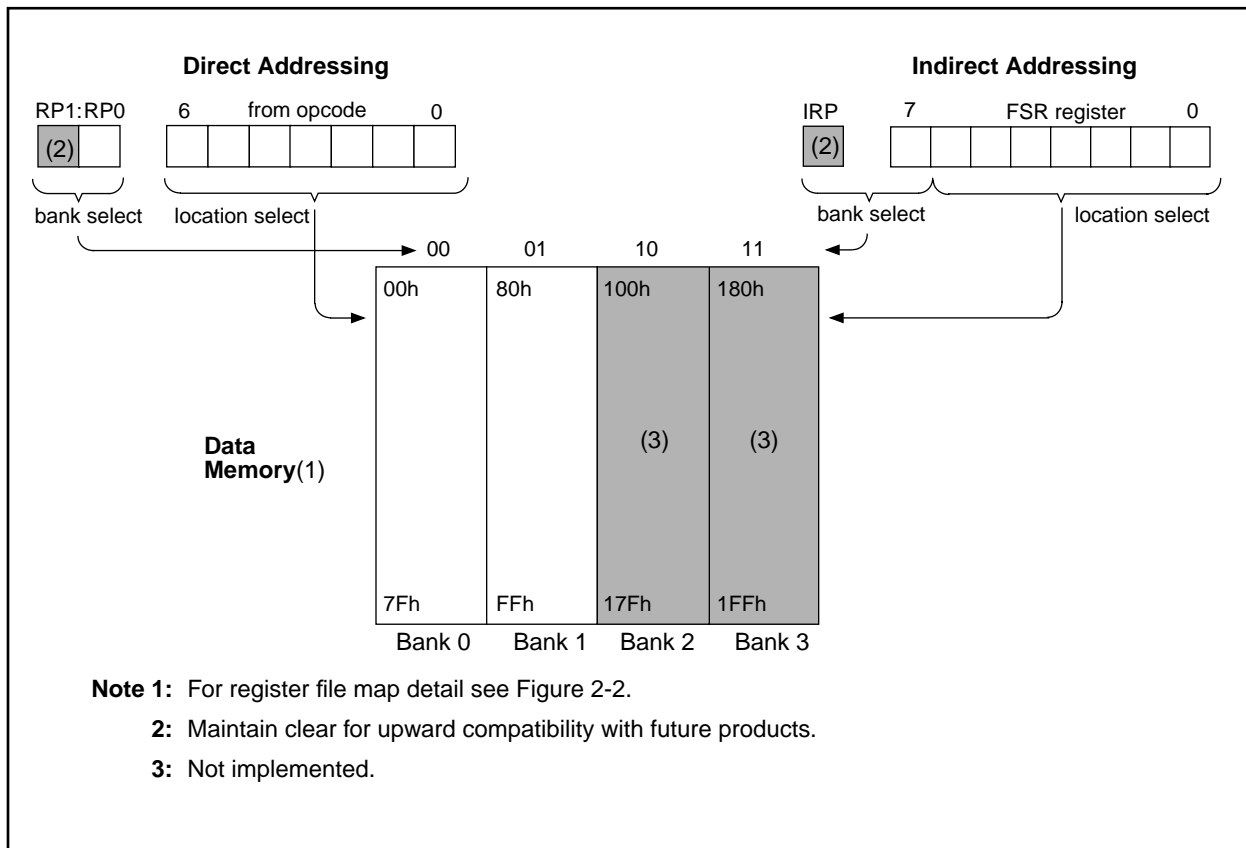 Direct Addressing
Indirect Addressing
RP1:RP0 6 from opcode 0
IRP 7 FSR register 0
(2)
(2)
bank select location select
bank select location select
00 01 10 11
00h 80h 100h 180h
Data
Memory(1)
(3) (3)
7Fh FFh 17Fh 1FFh
Bank 0 Bank 1 Bank 2 Bank 3
Note 1: For register file map detail see Figure 2-2.
2: Maintain clear for upward compatibility with future products.
3: Not implemented.